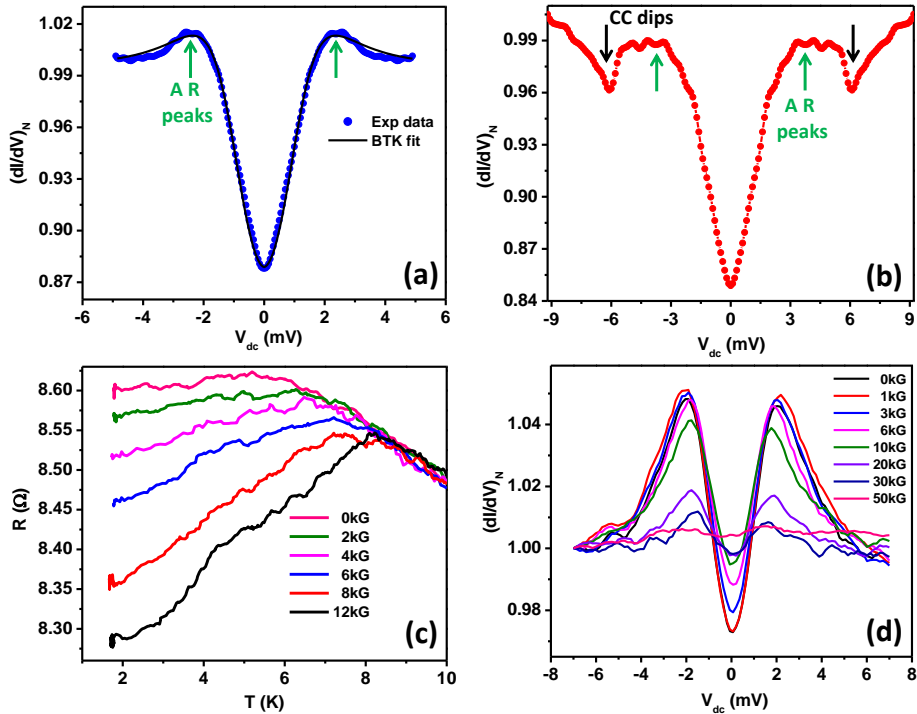 1.02
0.99
0.96
0.93
0.90
0.87
(dI/dV)N
A R
peaks
Exp data
BTK fit
(a)
-6 -4 -2 0 2 4 6
Vdc (mV)
CC dips
0.99
0.96
0.93
0.90
0.87
0.84
(dI/dV)N
A R
peaks
(b)
-9 -6 -3 0 3 6 9
Vdc (mV)
8.60
8.55
8.50
8.45
8.40
8.35
8.30
R (Ω)
0kG
2kG
4kG
6kG
8kG
12kG
(c)
2 4 6 8 10
T (K)
1.04
1.02
1.00
0.98
(dI/dV)N
0kG
1kG
3kG
6kG
10kG
20kG
30kG
50kG
(d)
-8 -6 -4 -2 0 2 4 6 8
Vdc (mV)